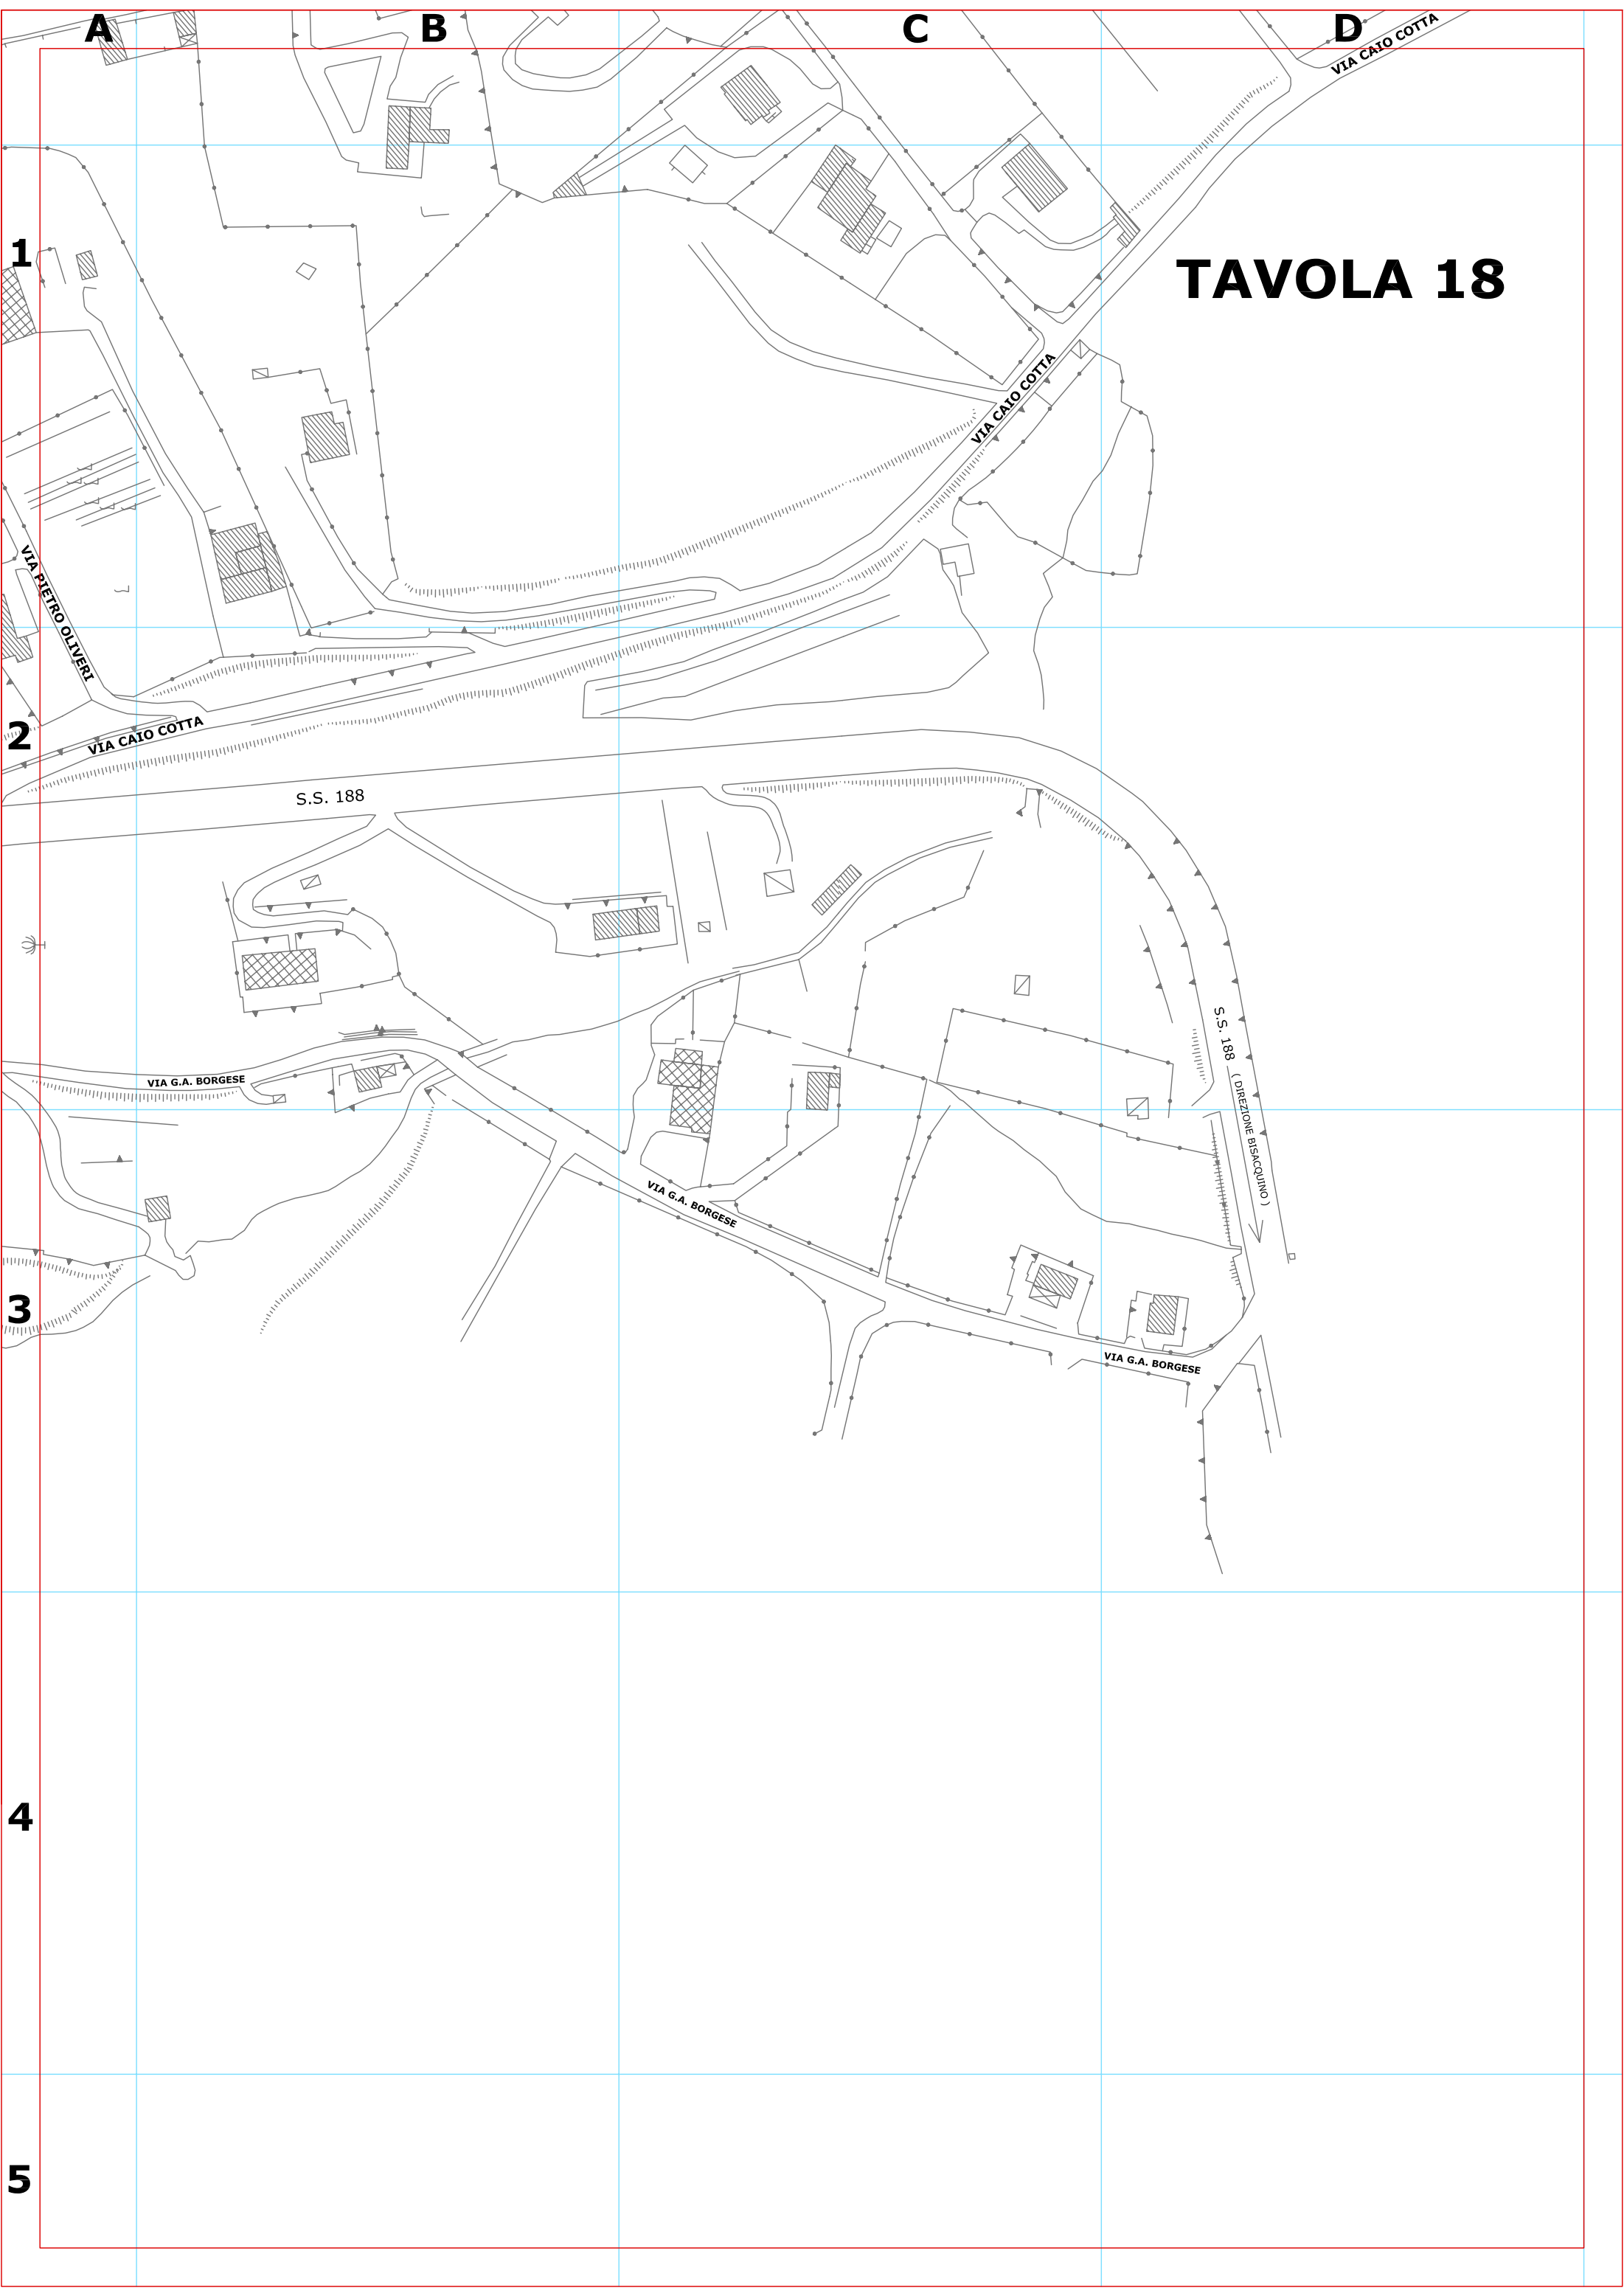 A
B
C
D
VIA CAIO COTTA
1
TAVOLA 18
VIA CAIO COTTA
VIA PIETRO OLIVERI
2
VIA CAIO COTTA
S.S. 188
S.S. 188
( DIREZIONE BISACQUINO )
VIA G.A. BORGESE
VIA G.A. BORGESE
3
VIA G.A. BORGESE
4
5